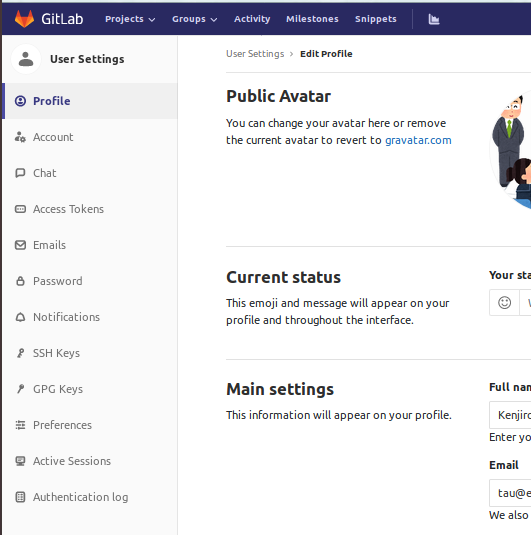 GitLab Projects Groups Activity Milestones Snippets
User Settings
Profile
Account
Chat
Access Tokens
Emails
Password
Notifications
SSH Keys
GPG Keys
Preferences
Active Sessions
Authentication log
User Settings › Edit Profile
Public Avatar
You can change your avatar here or remove
the current avatar to revert to gravatar.com
Current status
This emoji and message will appear on your
profile and throughout the interface.
Your sta
Main settings
This information will appear on your profile.
Full nam
Kenjiro
Enter yo
Email
tau@e
We also